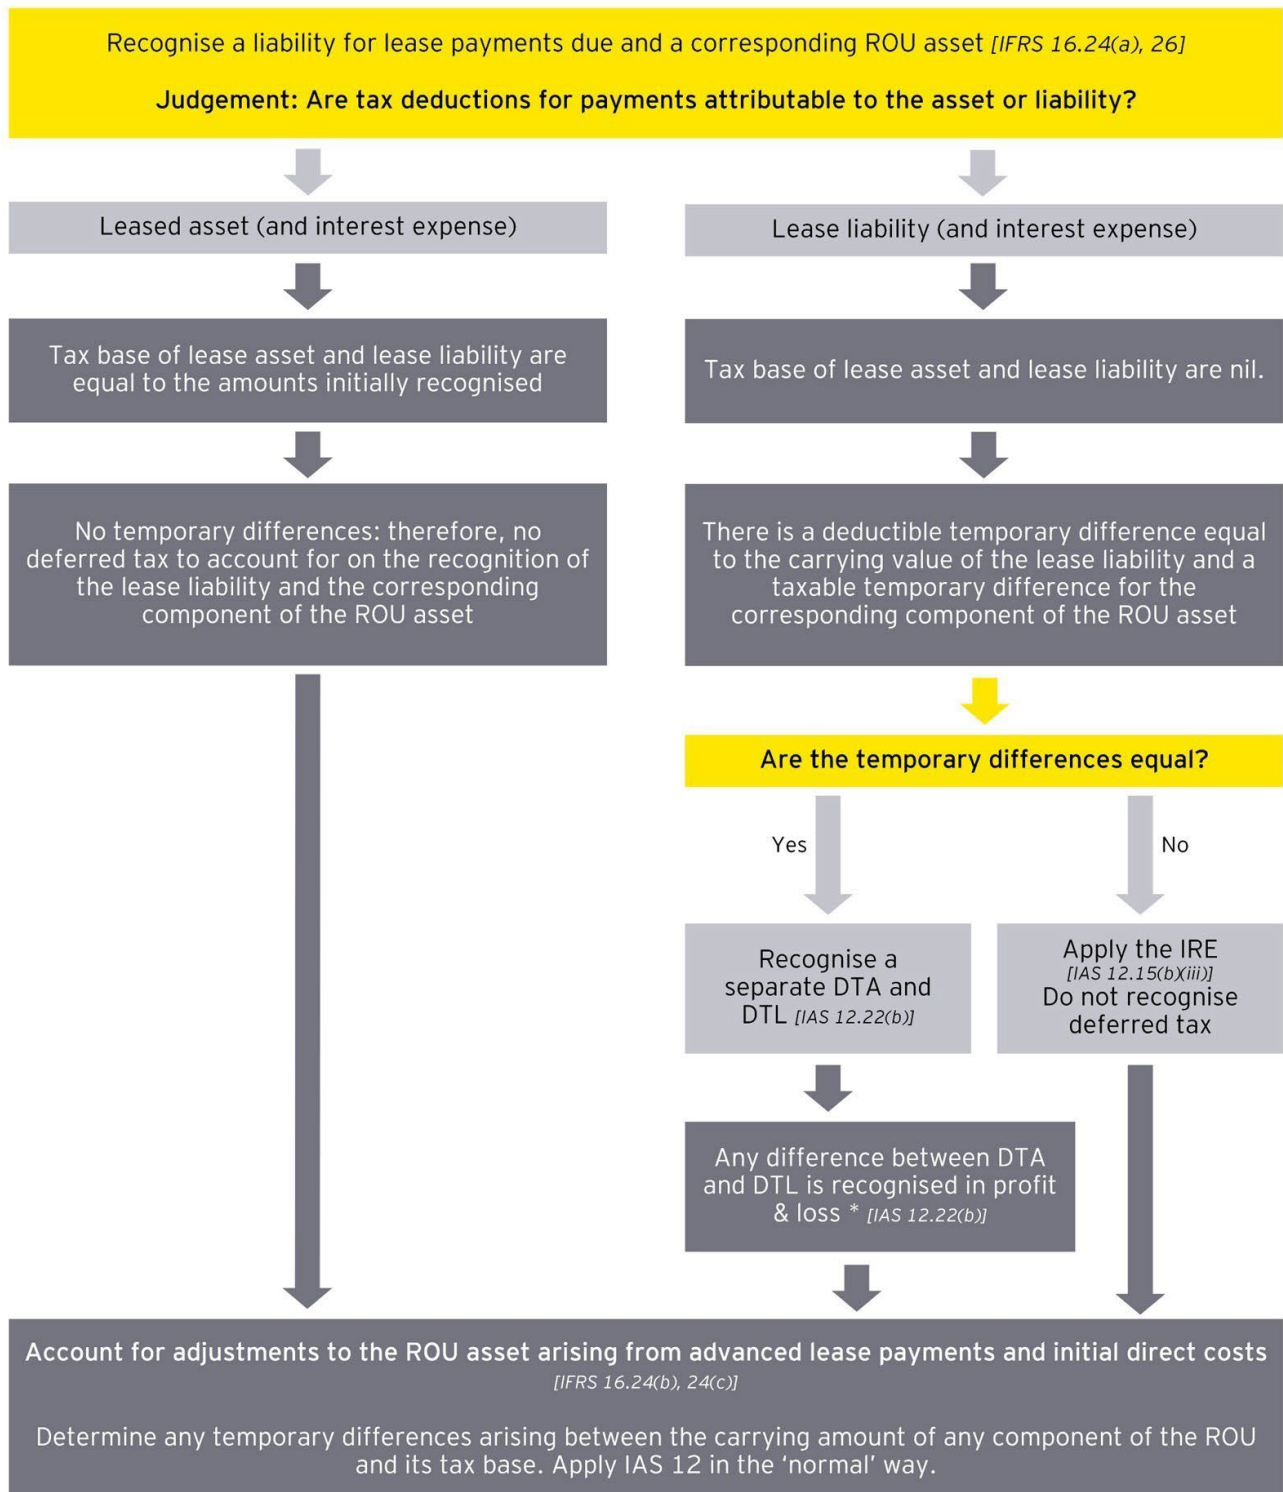 Recognise a liability for lease payments due and a corresponding ROU asset [IFRS 16.24(a), 26]
Judgement: Are tax deductions for payments attributable to the asset or liability?
Leased asset (and interest expense)
Lease liability (and interest expense)
Tax base of lease asset and lease liability are
equal to the amounts initially recognised
Tax base of lease asset and lease liability are nil.
No temporary differences: therefore, no
deferred tax to account for on the recognition of
the lease liability and the corresponding
component of the ROU asset
There is a deductible temporary difference equal
to the carrying value of the lease liability and a
taxable temporary difference for the
corresponding component of the ROU asset
Are the temporary differences equal?
Yes
No
Recognise a
separate DTA and
DTL [IAS 12.22(b)]
Apply the IRE
[IAS 12.15(b)(iii)]
Do not recognise
deferred tax
Any difference between DTA
and DTL is recognised in profit
& loss * [IAS 12.22(b)]
Account for adjustments to the ROU asset arising from advanced lease payments and initial direct costs
[IFRS 16.24(b), 24(c)]
Determine any temporary differences arising between the carrying amount of any component of the ROU
and its tax base. Apply IAS 12 in the ‘normal’ way.